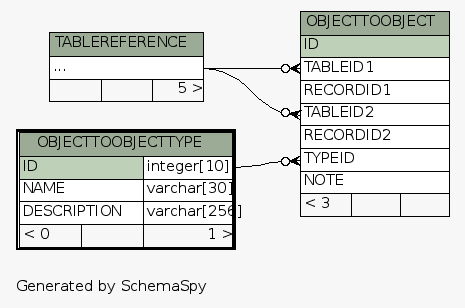 TABLEREFERENCE
...
5 >
OBJECTTOOBJECT
ID
TABLEID1
RECORDID1
TABLEID2
RECORDID2
TYPEID
NOTE
< 3
OBJECTTOOBJECTTYPE
ID integer[10]
NAME varchar[30]
DESCRIPTION varchar[256]
< 0 1 >
Generated by SchemaSpy